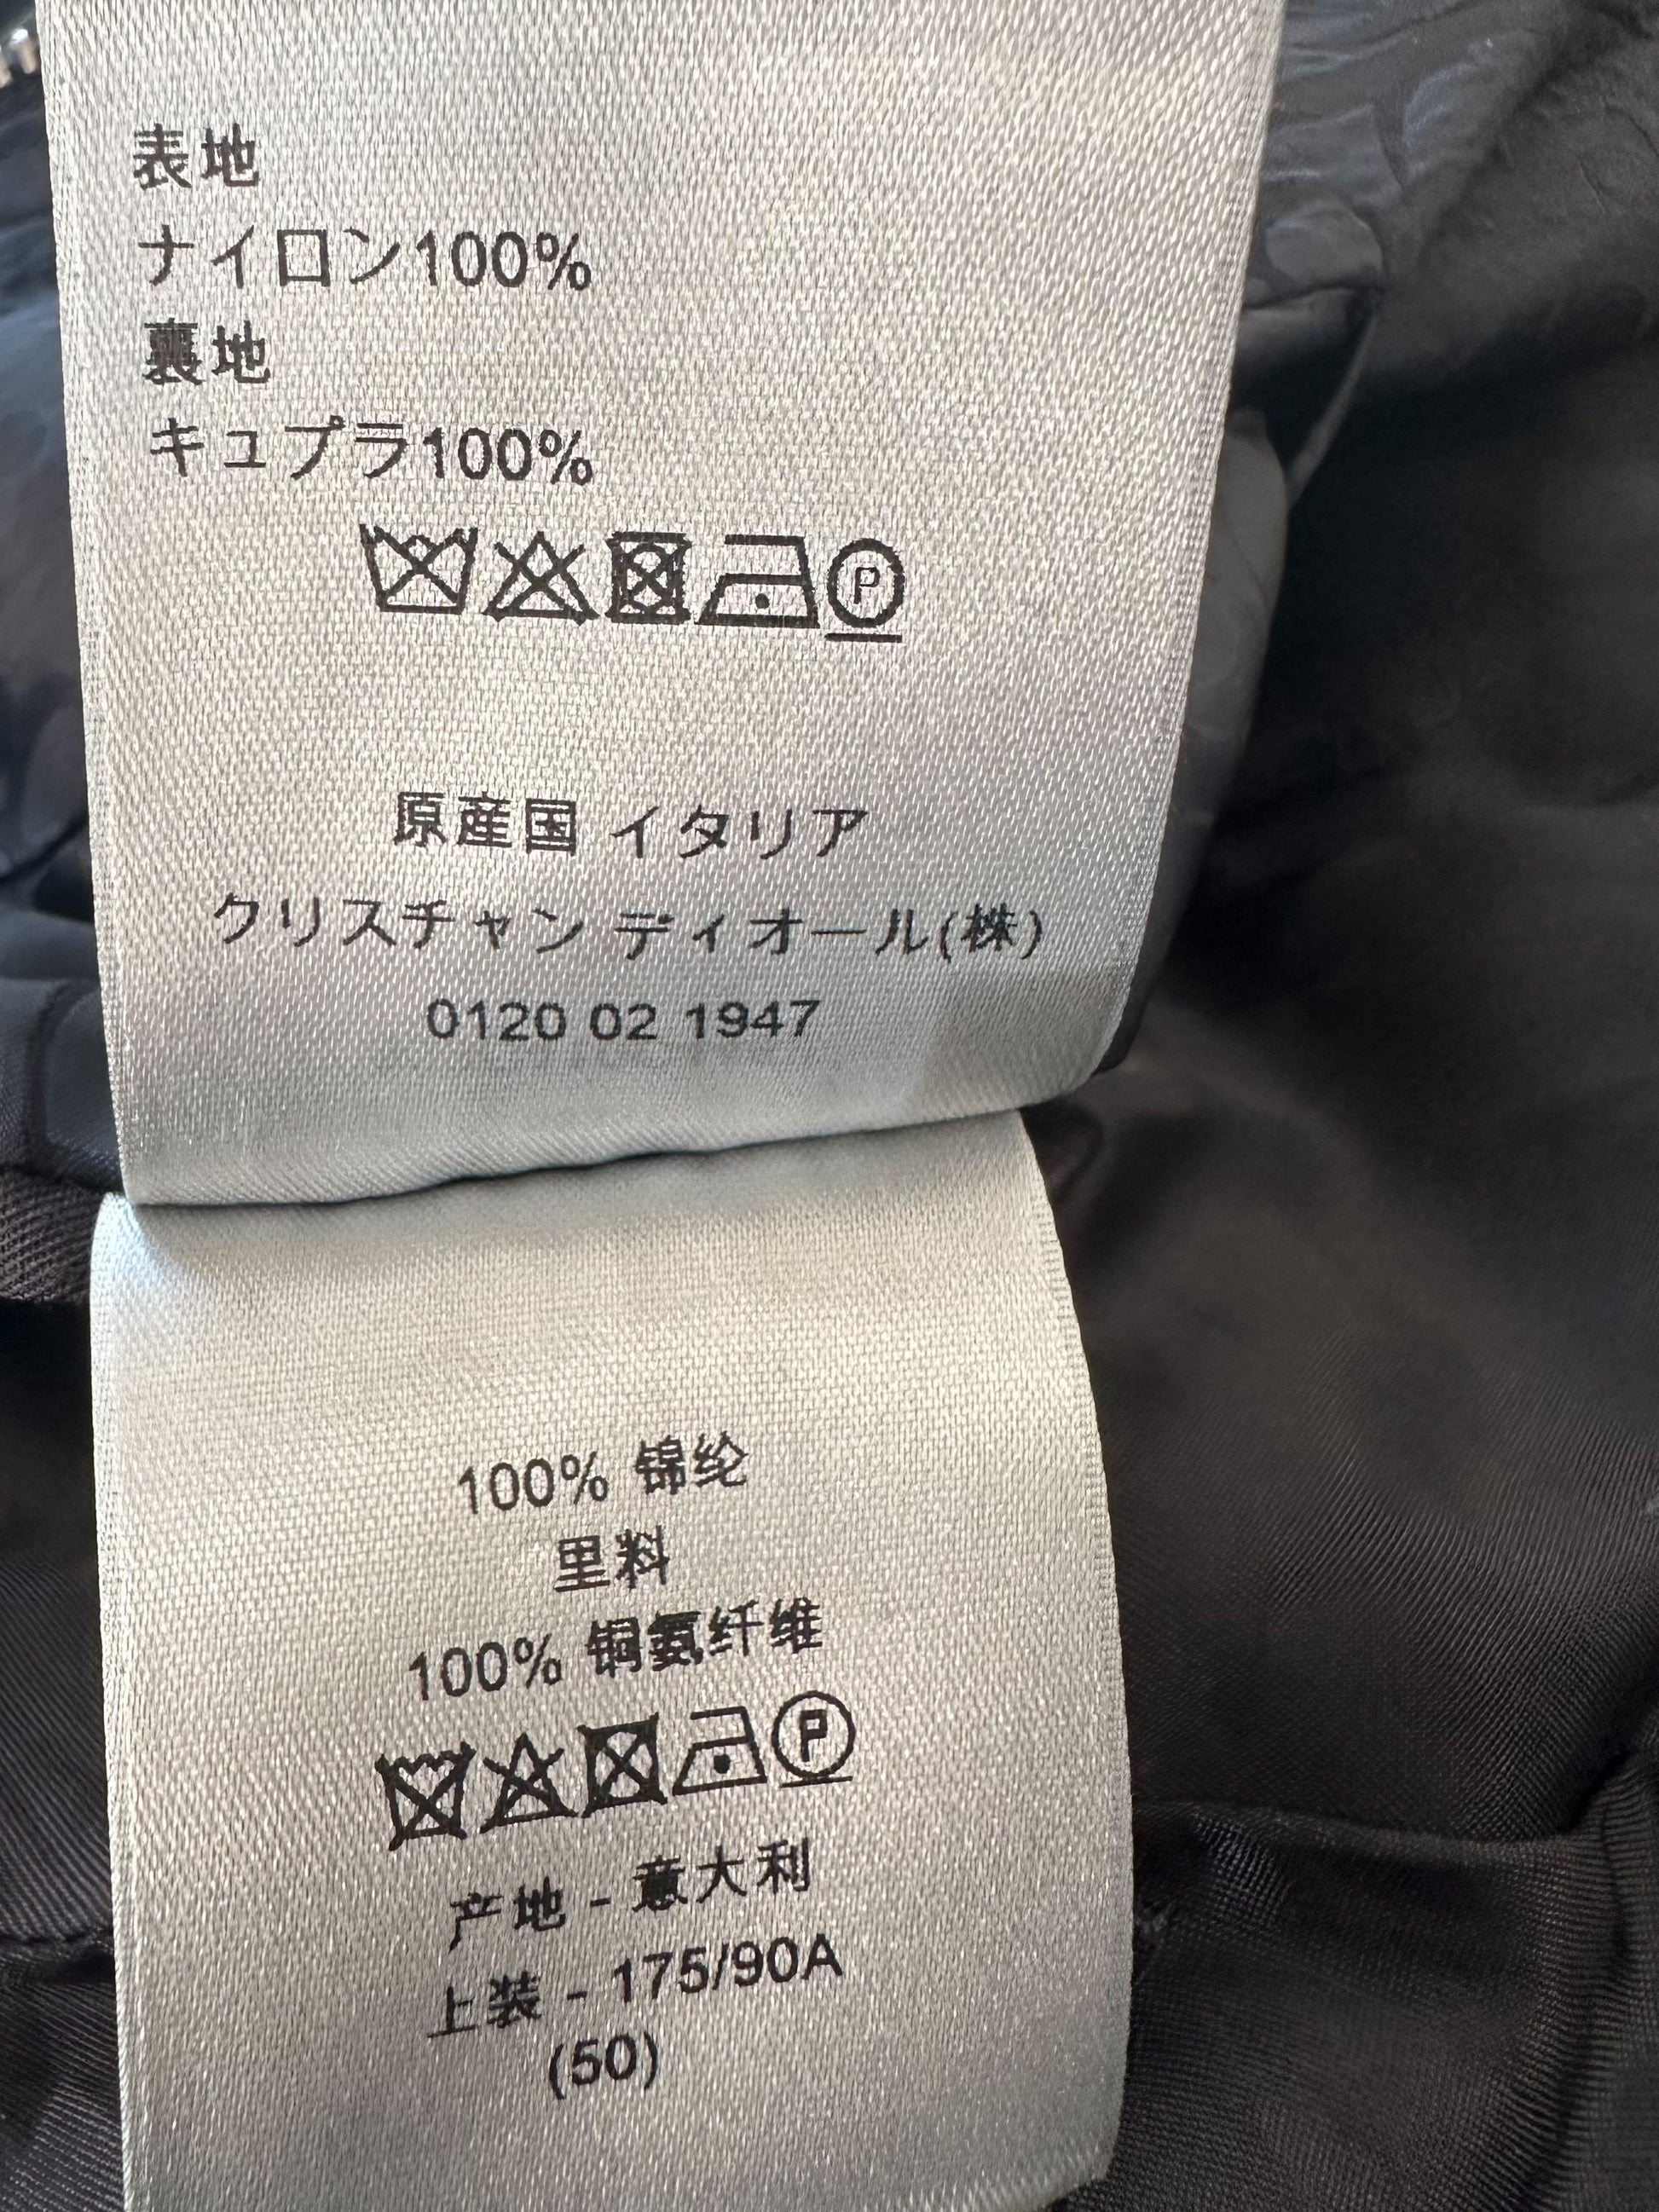 表地
ナイロン100%
裏地
キュプラ100%
P
原産国 イタリア
クリスチャン ディオール(株)
0120 02 1947
100% 锦纶
里料
100% 铜氨纤维
P
产地 - 意大利
上装 - 175/90A
(50)